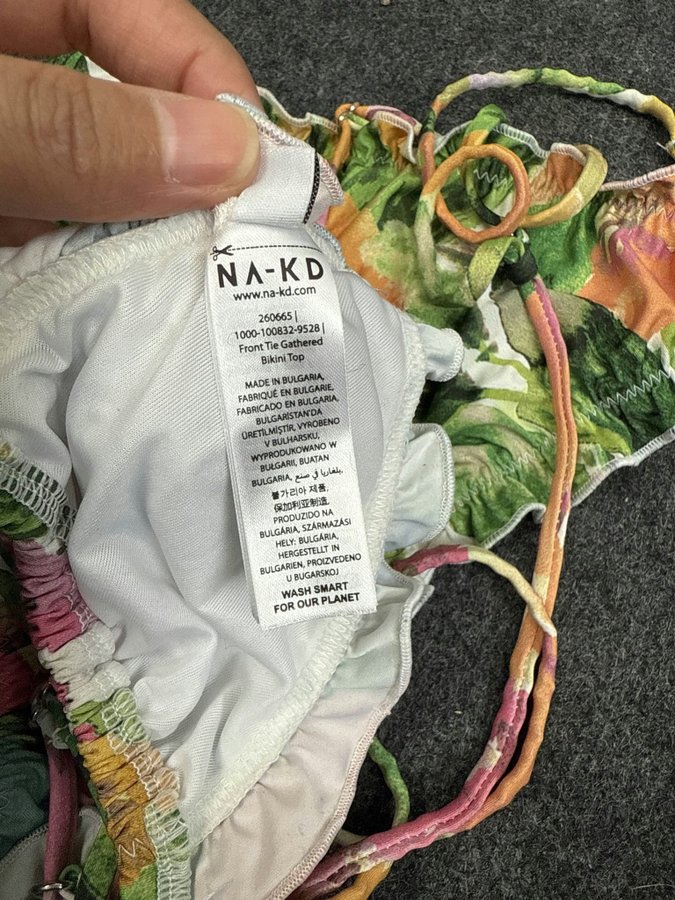 NA-KD
www.na-kd.com
260665 |
1000-100832-9528 |
Front Tie Gathered
Bikini Top
MADE IN BULGARIA,
FABRIQUÉ EN BULGARIE,
FABRICADO EN BULGARIE,
BULGARİSTAN'DA
ÜRETİLMİŞTİR, VYROBENO
V BULHARSKU,
WYPRODUKOWANO W
BUŁGARII, BUATAN
BULGARIA, بلغاريا في صنع,
불가리아 제품,
保加利亚制造,
PRODUZIDO NA
BULGÁRIA, SZÁRMAZÁSI
HELY: BULGÁRIA,
HERGESTELLT IN
BULGARIEN, PROIZVEDENO
U BUGARSKOJ
WASH SMART
FOR OUR PLANET